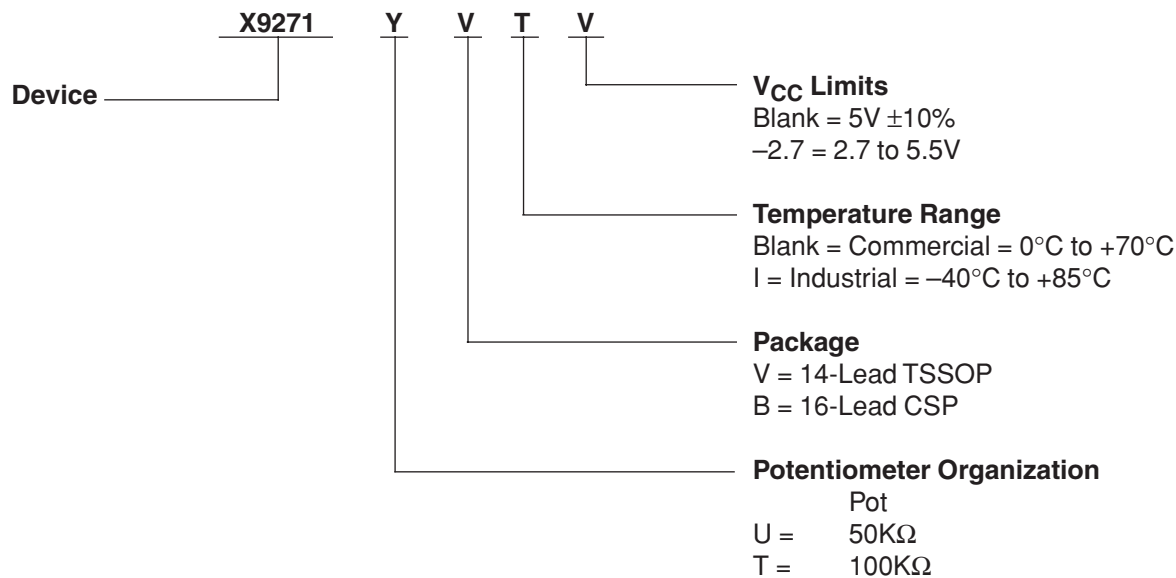 X9271 Y V T V
Device
VCC Limits
Blank = 5V ±10%
–2.7 = 2.7 to 5.5V
Temperature Range
Blank = Commercial = 0°C to +70°C
I = Industrial = –40°C to +85°C
Package
V = 14-Lead TSSOP
B = 16-Lead CSP
Potentiometer Organization
Pot
U = 50KΩ
T = 100KΩ